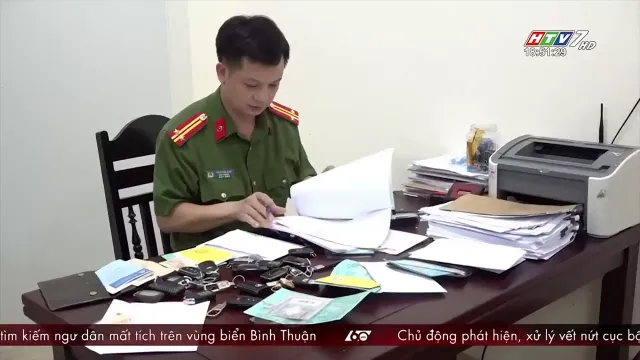 HTV7 HD
18:51:29
tìm kiếm ngư dân mất tích trên vùng biển Bình Thuận 60 Chủ động phát hiện, xử lý vết nứt cục b